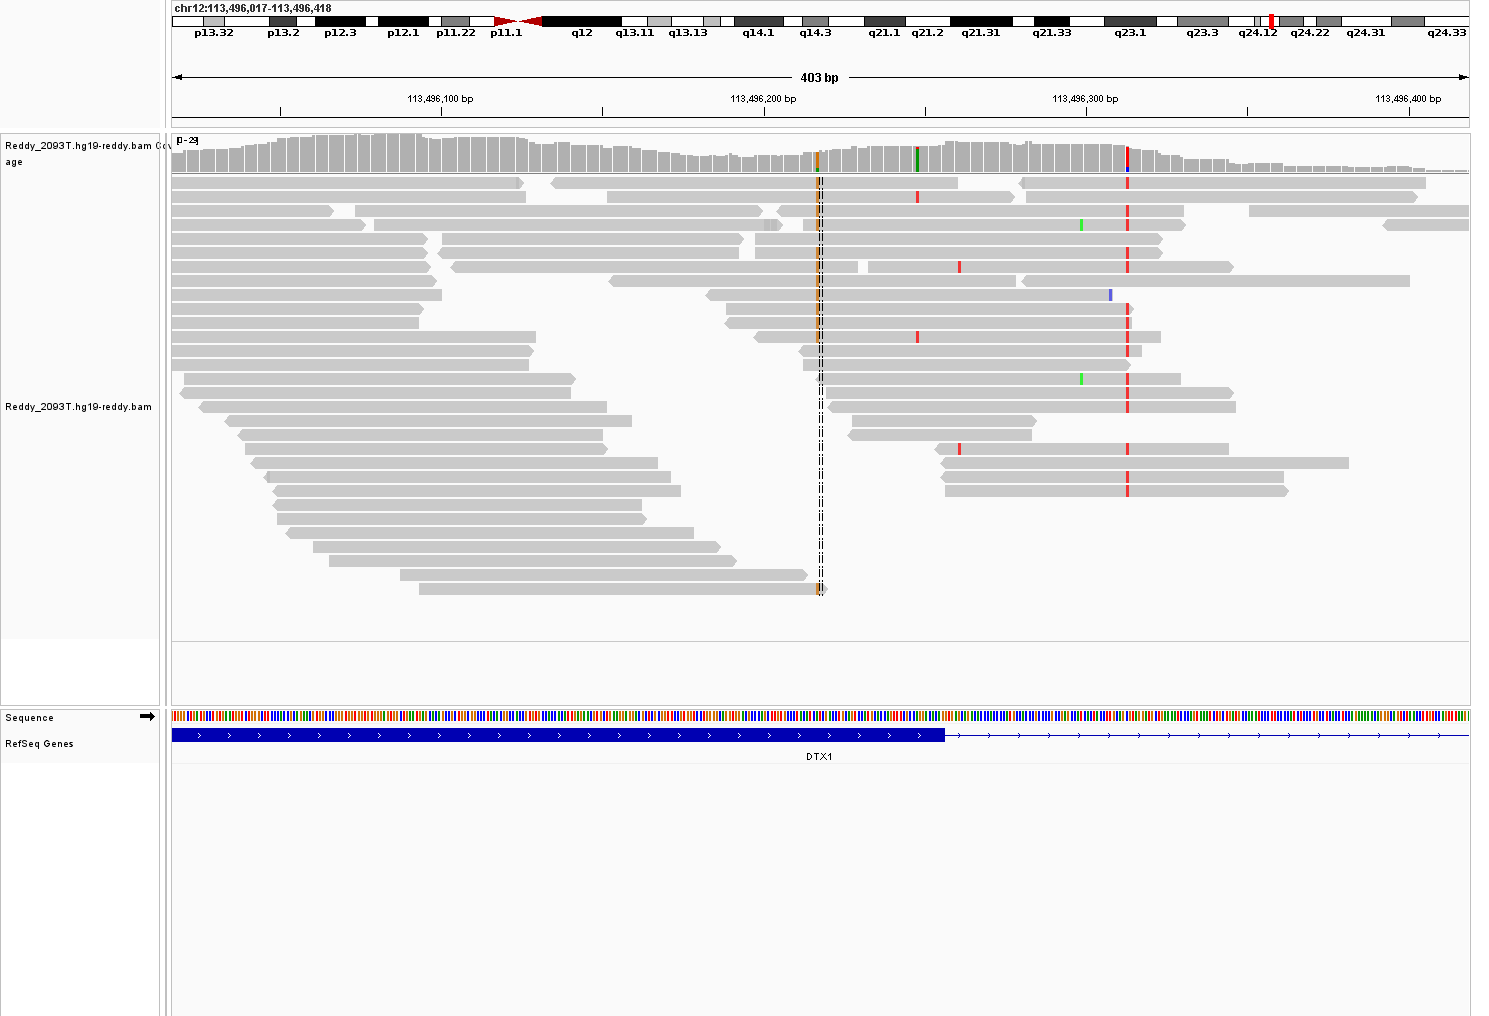 chr12:113,496,017-113,496,418
p13.32 p13.2 p12.3 p12.1 p11.22 p11.1 q12 q13.11 q13.13 q14.1 q14.3 q21.1 q21.2 q21.31 q21.33 q23.1 q23.3 q24.12 q24.22 q24.31 q24.33
403 bp
113,496,100 bp 113,496,200 bp 113,496,300 bp 113,496,400 bp
Reddy_2093T.hg19-reddy.bam Cov
age
[0 - 29]
Reddy_2093T.hg19-reddy.bam
Sequence
RefSeq Genes
DTX1